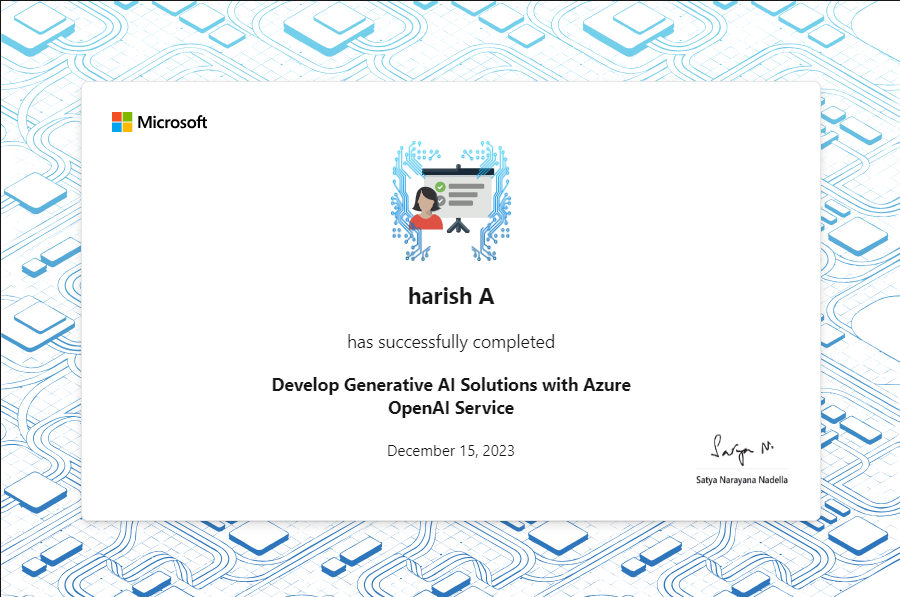 Microsoft
harish A
has successfully completed
Develop Generative AI Solutions with Azure
OpenAI Service
December 15, 2023
Satya N.
Satya Narayana Nadella